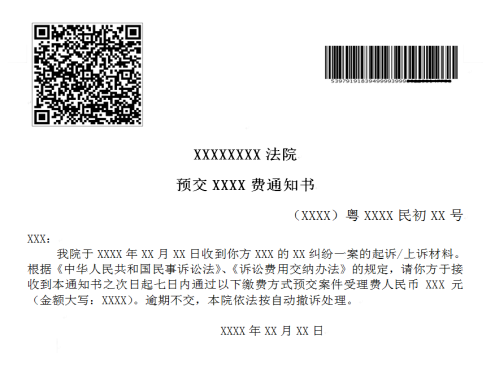 XXXXXXXX 法院
预交 XXXX 费通知书
（XXXX）粤 XXXX 民初 XX 号
XXX：
我院于 XXXX 年 XX 月 XX 日收到你方 XXX 的 XX 纠纷一案的起诉/上诉材料。
根据《中华人民共和国民事诉讼法》、《诉讼费用交纳办法》的规定，请你方于接
收到本通知书之次日起七日内通过以下缴费方式预交案件受理费人民币 XXX 元
（金额大写：XXXX）。逾期不交，本院依法按自动撤诉处理。
XXXX 年 XX 月 XX 日